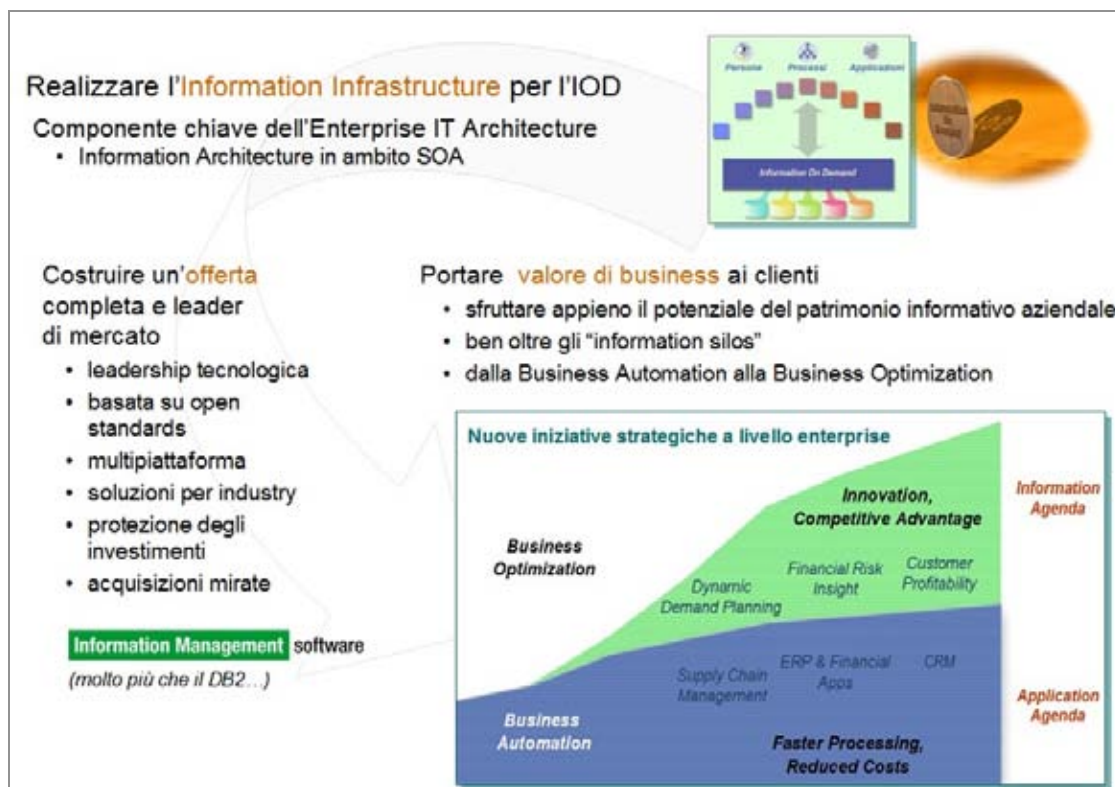 Realizzare l'Information Infrastructure per l'IOD
Componente chiave dell'Enterprise IT Architecture
• Information Architecture in ambito SOA
Persone Processi Applicazioni
Information On Demand
Costruire un'offerta
completa e leader
di mercato
• leadership tecnologica
• basata su open
standards
• multipiattaforma
• soluzioni per industry
• protezione degli
investimenti
• acquisizioni mirate
Information Management software
(molto più che il DB2…)
Portare valore di business ai clienti
• sfruttare appieno il potenziale del patrimonio informativo aziendale
• ben oltre gli "information silos"
• dalla Business Automation alla Business Optimization
Nuove iniziative strategiche a livello enterprise
Business
Optimization
Innovation,
Competitive Advantage
Information
Agenda
Dynamic
Demand Planning
Financial Risk
Insight
Customer
Profitability
Supply Chain
Management
ERP & Financial
Apps
CRM
Business
Automation
Faster Processing,
Reduced Costs
Application
Agenda